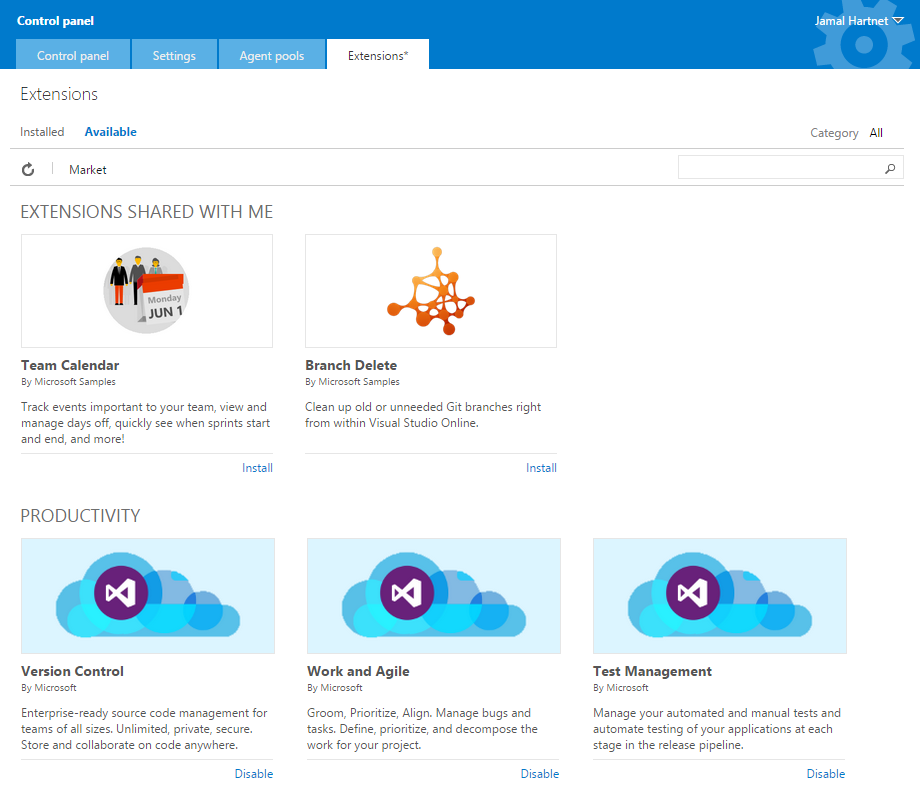 Control panel
Jamal Hartnet
Control panel
Settings
Agent pools
Extensions*
Extensions
Installed
Available
Category
All
Market
EXTENSIONS SHARED WITH ME
Monday
JUN 1
Team Calendar
By Microsoft Samples
Track events important to your team, view and
manage days off, quickly see when sprints start
and end, and more!
Install
Branch Delete
By Microsoft Samples
Clean up old or unneeded Git branches right
from within Visual Studio Online.
Install
PRODUCTIVITY
Version Control
By Microsoft
Enterprise-ready source code management for
teams of all sizes. Unlimited, private, secure.
Store and collaborate on code anywhere.
Disable
Work and Agile
By Microsoft
Groom, Prioritize, Align. Manage bugs and
tasks. Define, prioritize, and decompose the
work for your project.
Disable
Test Management
By Microsoft
Manage your automated and manual tests and
automate testing of your applications at each
stage in the release pipeline.
Disable